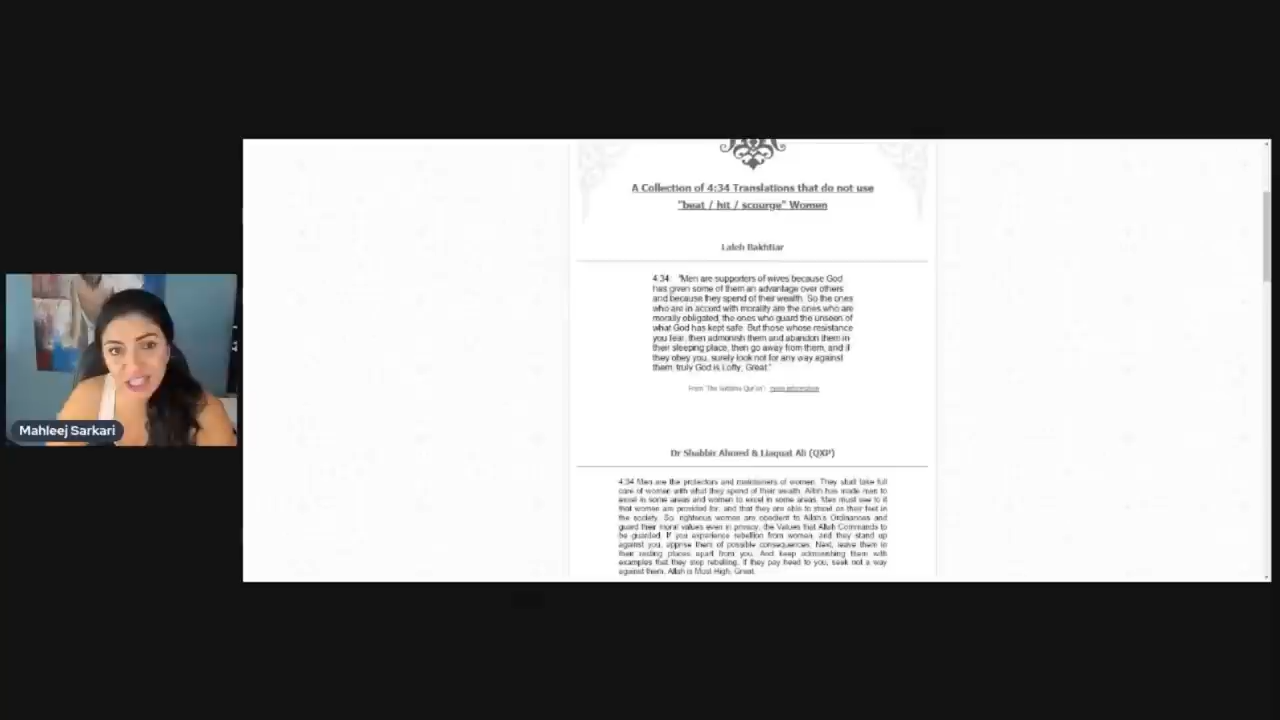 A Collection of 4:34 Translations that do not use
"beat / hit / scourge" Women
Laleh Bakhtiar
4:34: "Men are supporters of wives because God
has given some of them an advantage over others
and because they spend of their wealth. So the ones
who are in accord with morality are the ones who are
morally obligated, the ones who guard the unseen of
what God has kept safe. But those whose resistance
you fear, then admonish them and abandon them in
their sleeping place, then go away from them, and if
they obey you, surely look not for any way against
them; truly God is Lofty, Great."
From 'The Sublime Qur'an': more information
Dr Shabbir Ahmed & Liaquat Ali (QXP)
4:34 Men are the protectors and maintainers of women. They shall take full
care of women with what they spend of their wealth. Allah has made men to
excel in some areas and women to excel in some areas. Men must see to it
that women are provided for, and that they are able to stand on their feet in
the society. So, righteous women are obedient to Allah's Ordinances and
guard their moral values even in privacy, the Values that Allah Commands to
be guarded. If you experience rebellion from women, and they stand up
against you, apprise them of possible consequences. Next, leave them in
their resting places apart from you. And keep admonishing them with
examples that they stop rebelling. If they pay heed to you, seek not a way
against them. Allah is Most High, Great.
Mahleej Sarkari